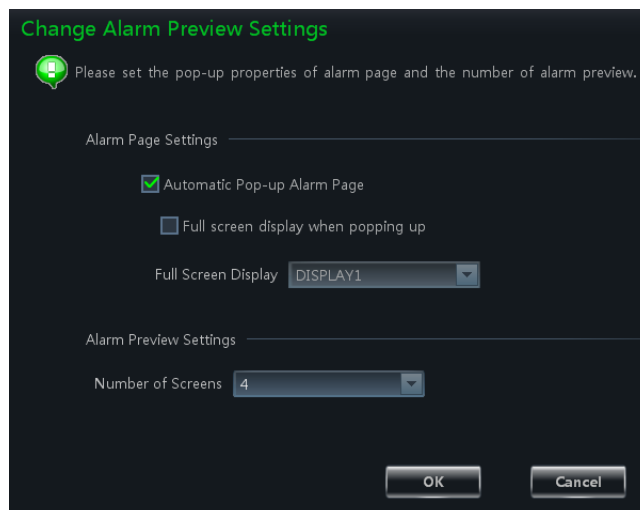 Change Alarm Preview Settings
Please set the pop-up properties of alarm page and the number of alarm preview.
Alarm Page Settings
Automatic Pop-up Alarm Page
Full screen display when popping up
Full Screen Display DISPLAY1
Alarm Preview Settings
Number of Screens 4
OK Cancel